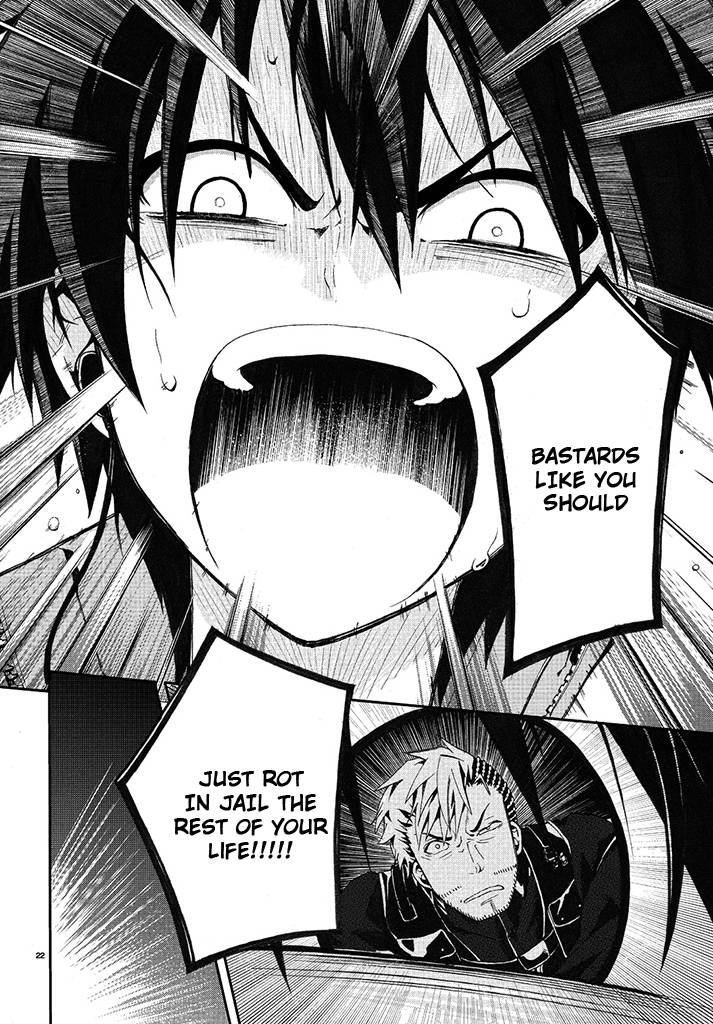 BASTARDS
LIKE YOU
SHOULD
JUST ROT
IN JAIL THE
REST OF YOUR
LIFE!!!!!
22